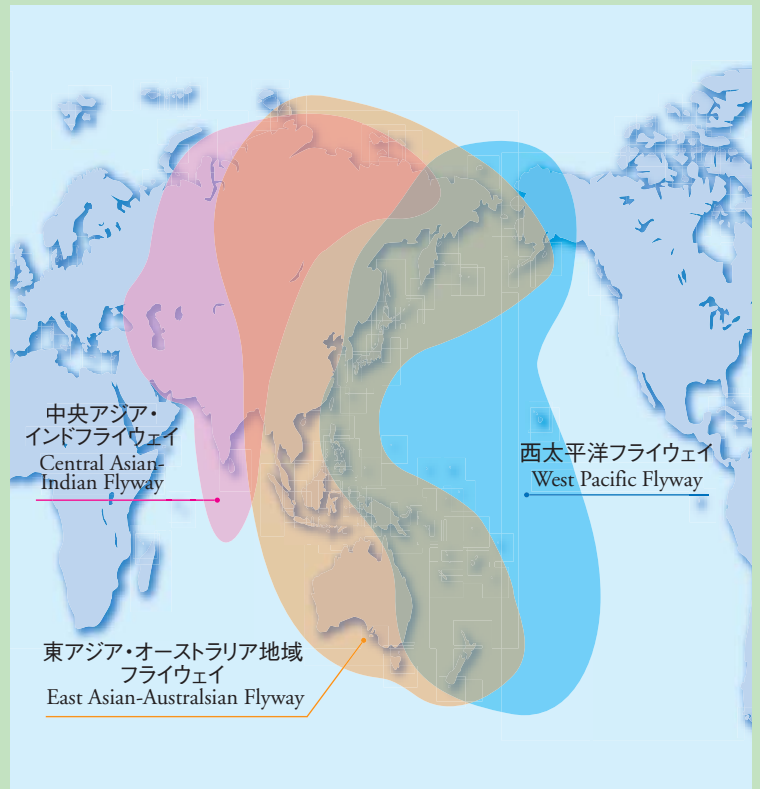 中央アジア・
インドフライウェイ
Central Asian-
Indian Flyway
西太平洋フライウェイ
West Pacific Flyway
東アジア・オーストラリア地域
フライウェイ
East Asian-Australsian Flyway